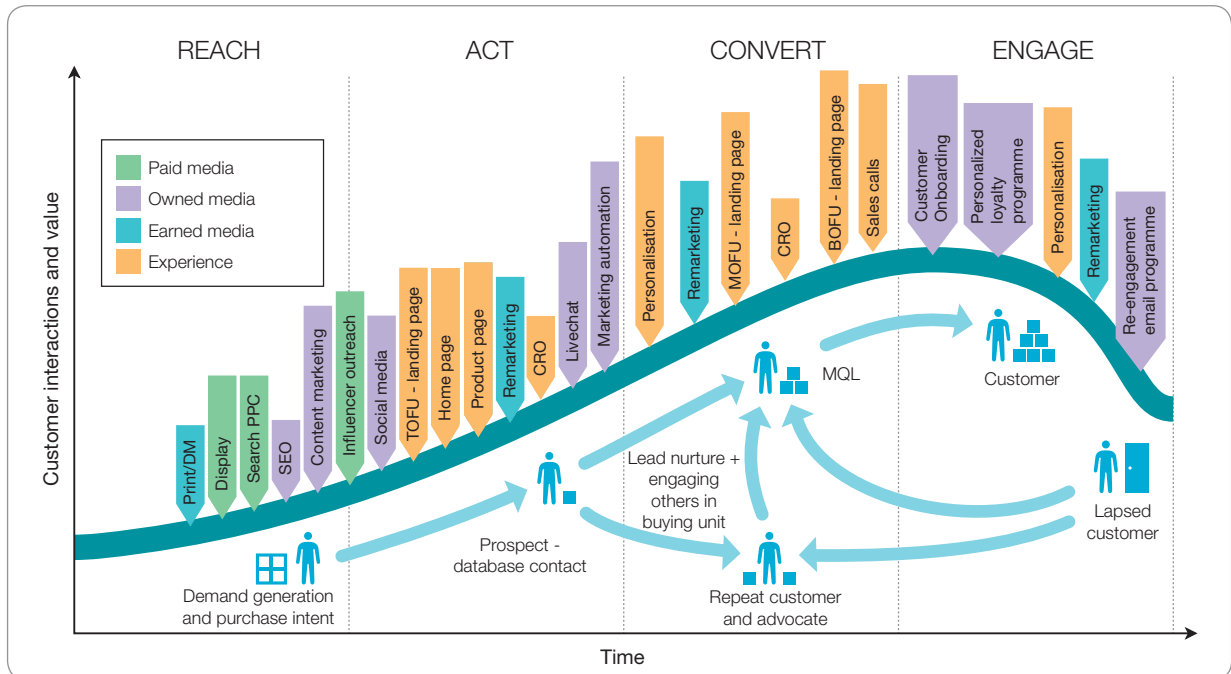 REACH
ACT
CONVERT
ENGAGE
Customer interactions and value
Paid media
Owned media
Earned media
Experience
Print/DM
Display
Search PPC
SEO
Content marketing
Influencer outreach
Social media
TOFU - landing page
Home page
Product page
Remarketing
CRO
Livechat
Marketing automation
Personalisation
Remarketing
MOFU - landing page
CRO
BOFU - landing page
Sales calls
Customer
Onboarding
Personalized
loyalty
programme
Personalisation
Remarketing
Re-engagement
email programme
Demand generation
and purchase intent
Prospect -
database contact
Lead nurture +
engaging
others in
buying unit
MQL
Customer
Repeat customer
and advocate
Lapsed
customer
Time